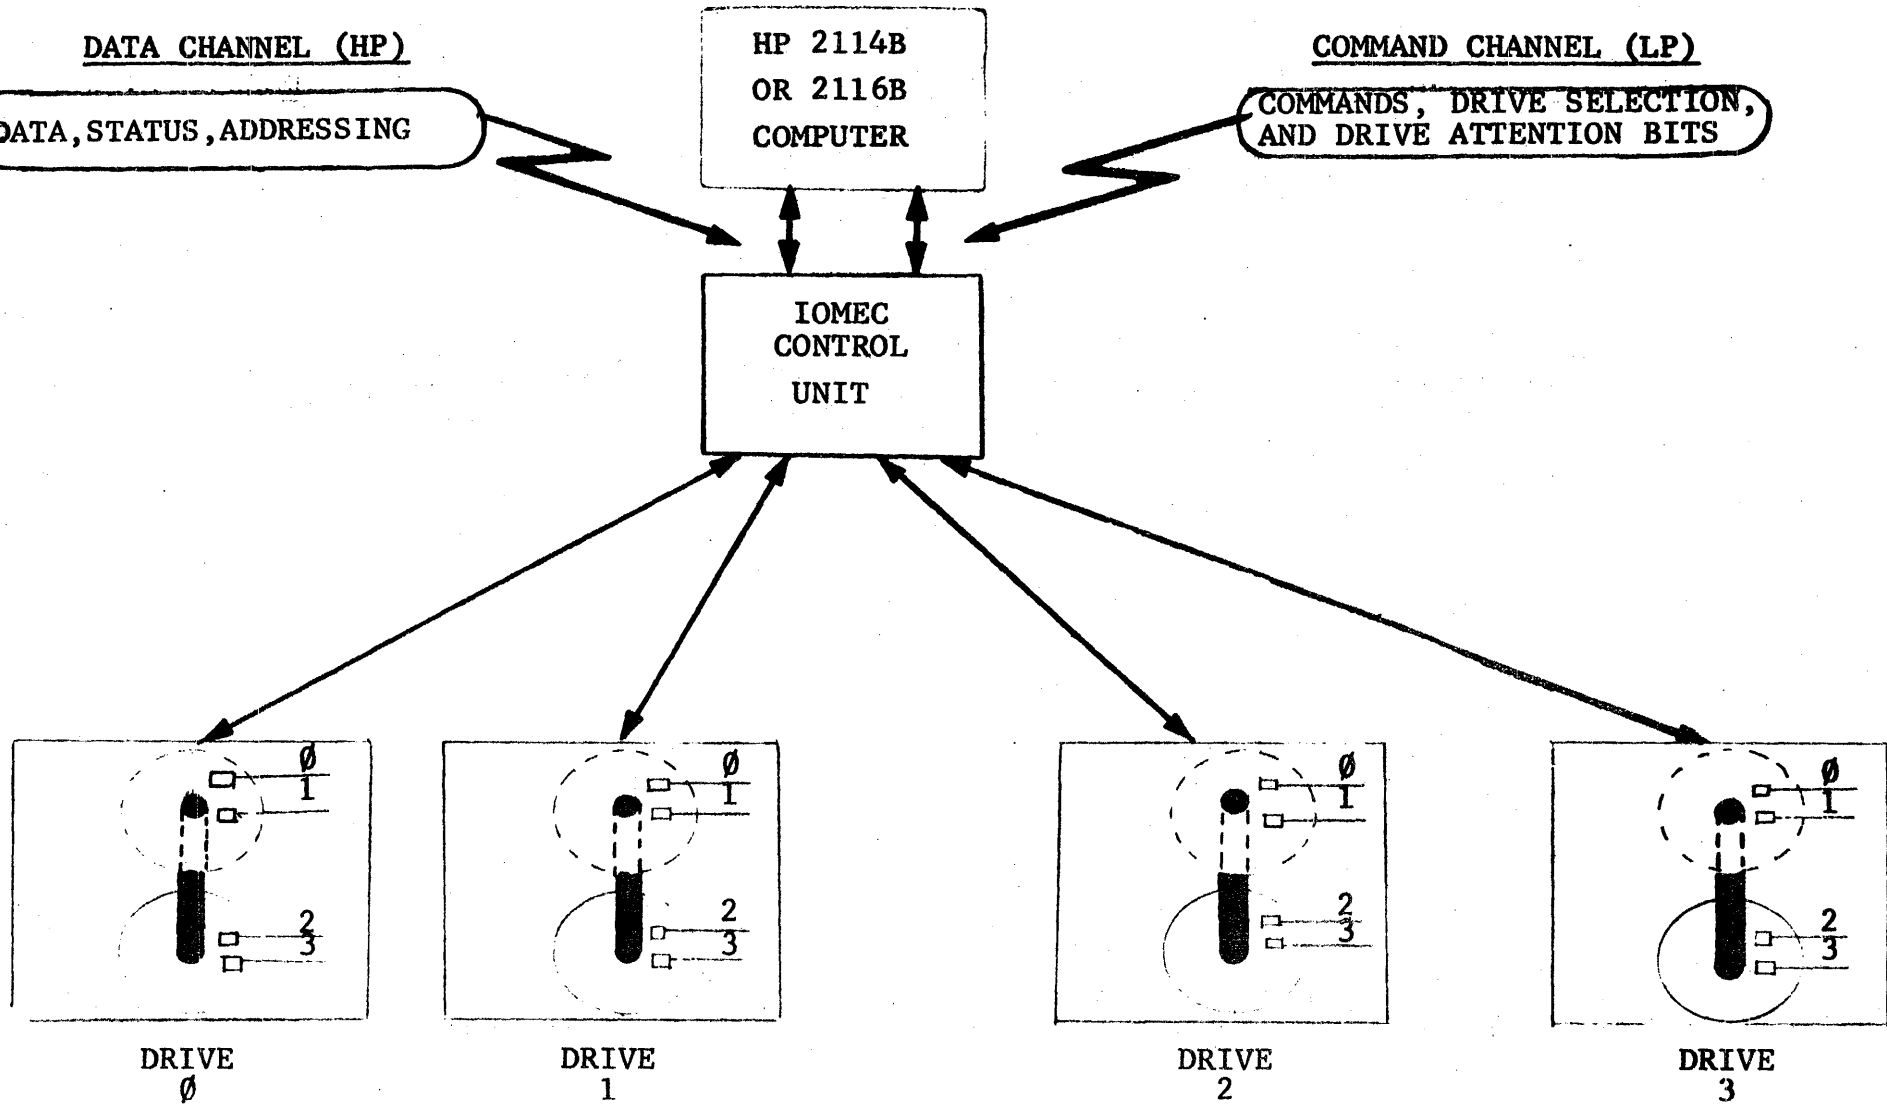 DATA CHANNEL (HP)
DATA,STATUS,ADDRESSING
HP 2114B
OR 2116B
COMPUTER
COMMAND CHANNEL (LP)
COMMANDS, DRIVE SELECTION,
AND DRIVE ATTENTION BITS
IOMEC
CONTROL
UNIT
Ø
1
2
3
DRIVE
Ø
Ø
1
2
3
DRIVE
1
Ø
1
2
3
DRIVE
2
Ø
1
2
3
DRIVE
3